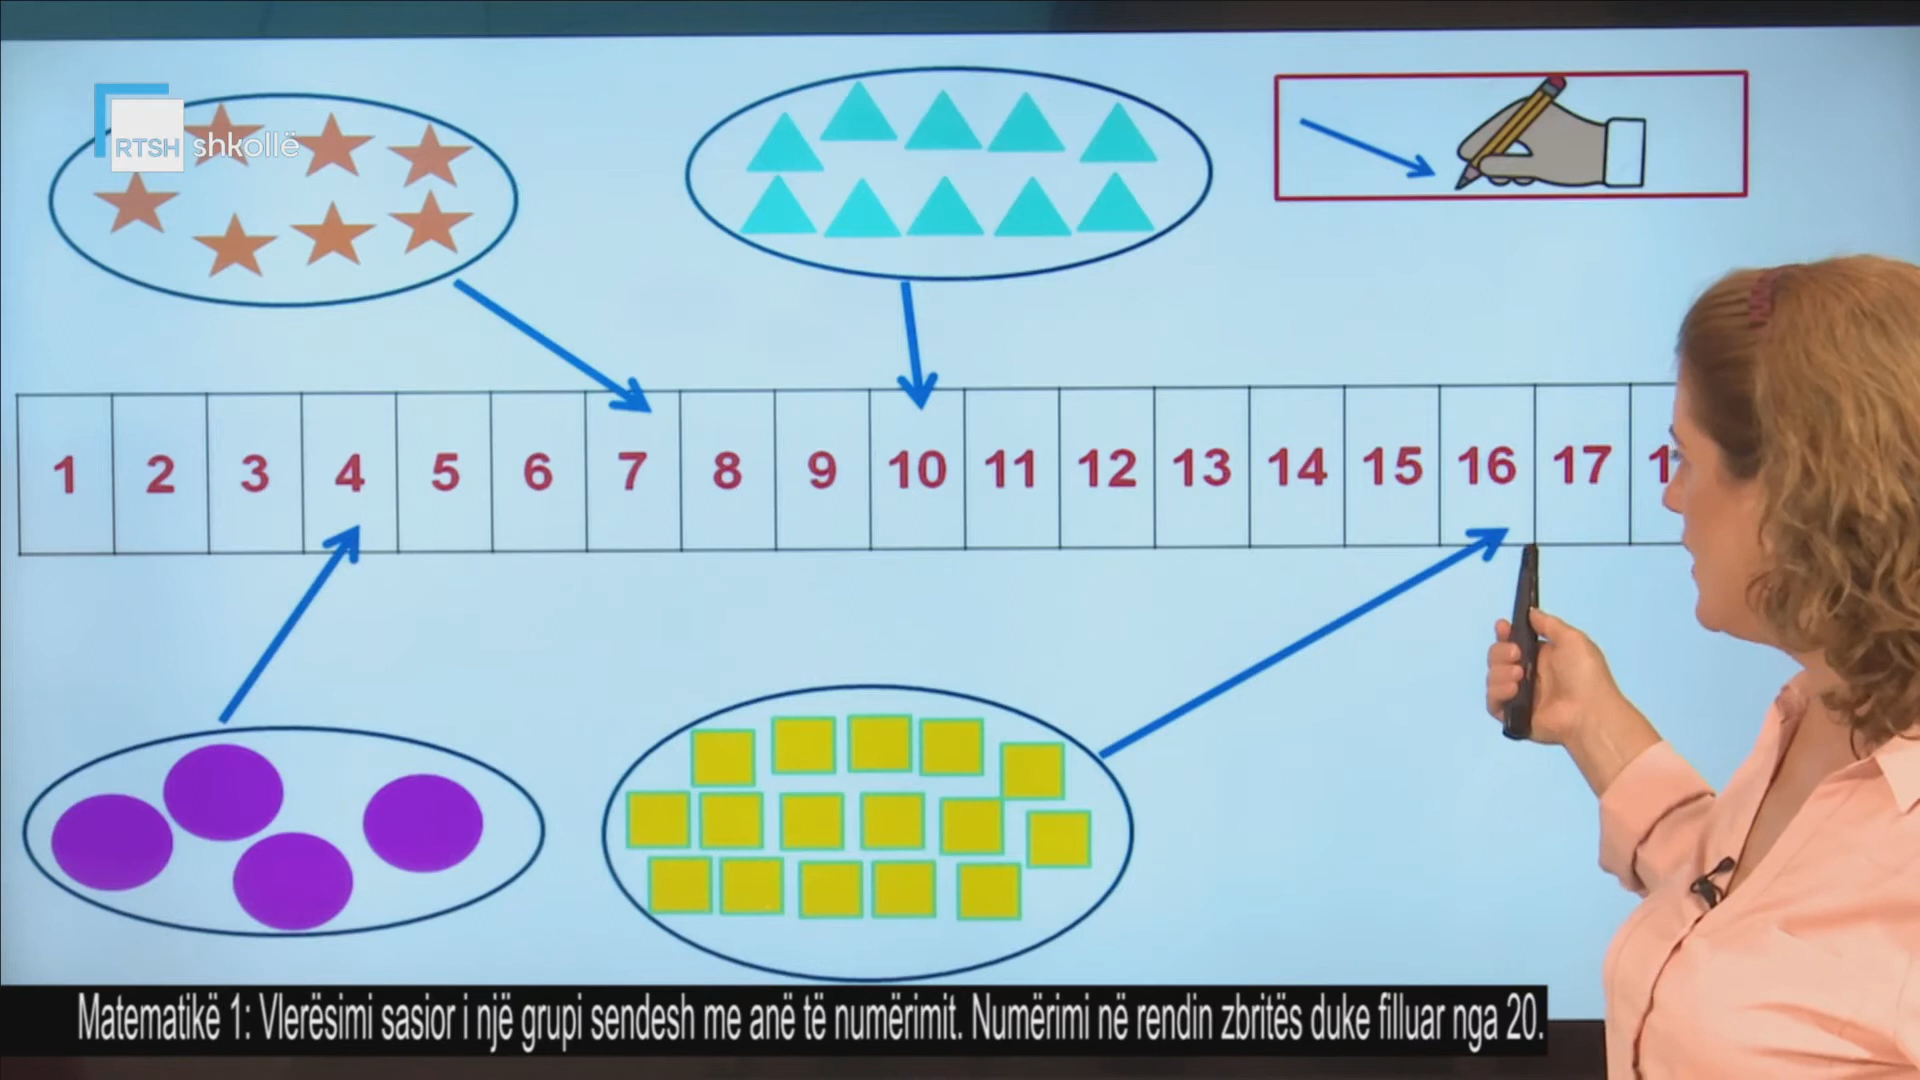 RTSH shkollë
1 2 3 4 5 6 7 8 9 10 11 12 13 14 15 16 17
Matematikë 1: Vlerësimi sasior i një grupi sendesh me anë të numërimit. Numërimi në rendin zbritës duke filluar nga 20.